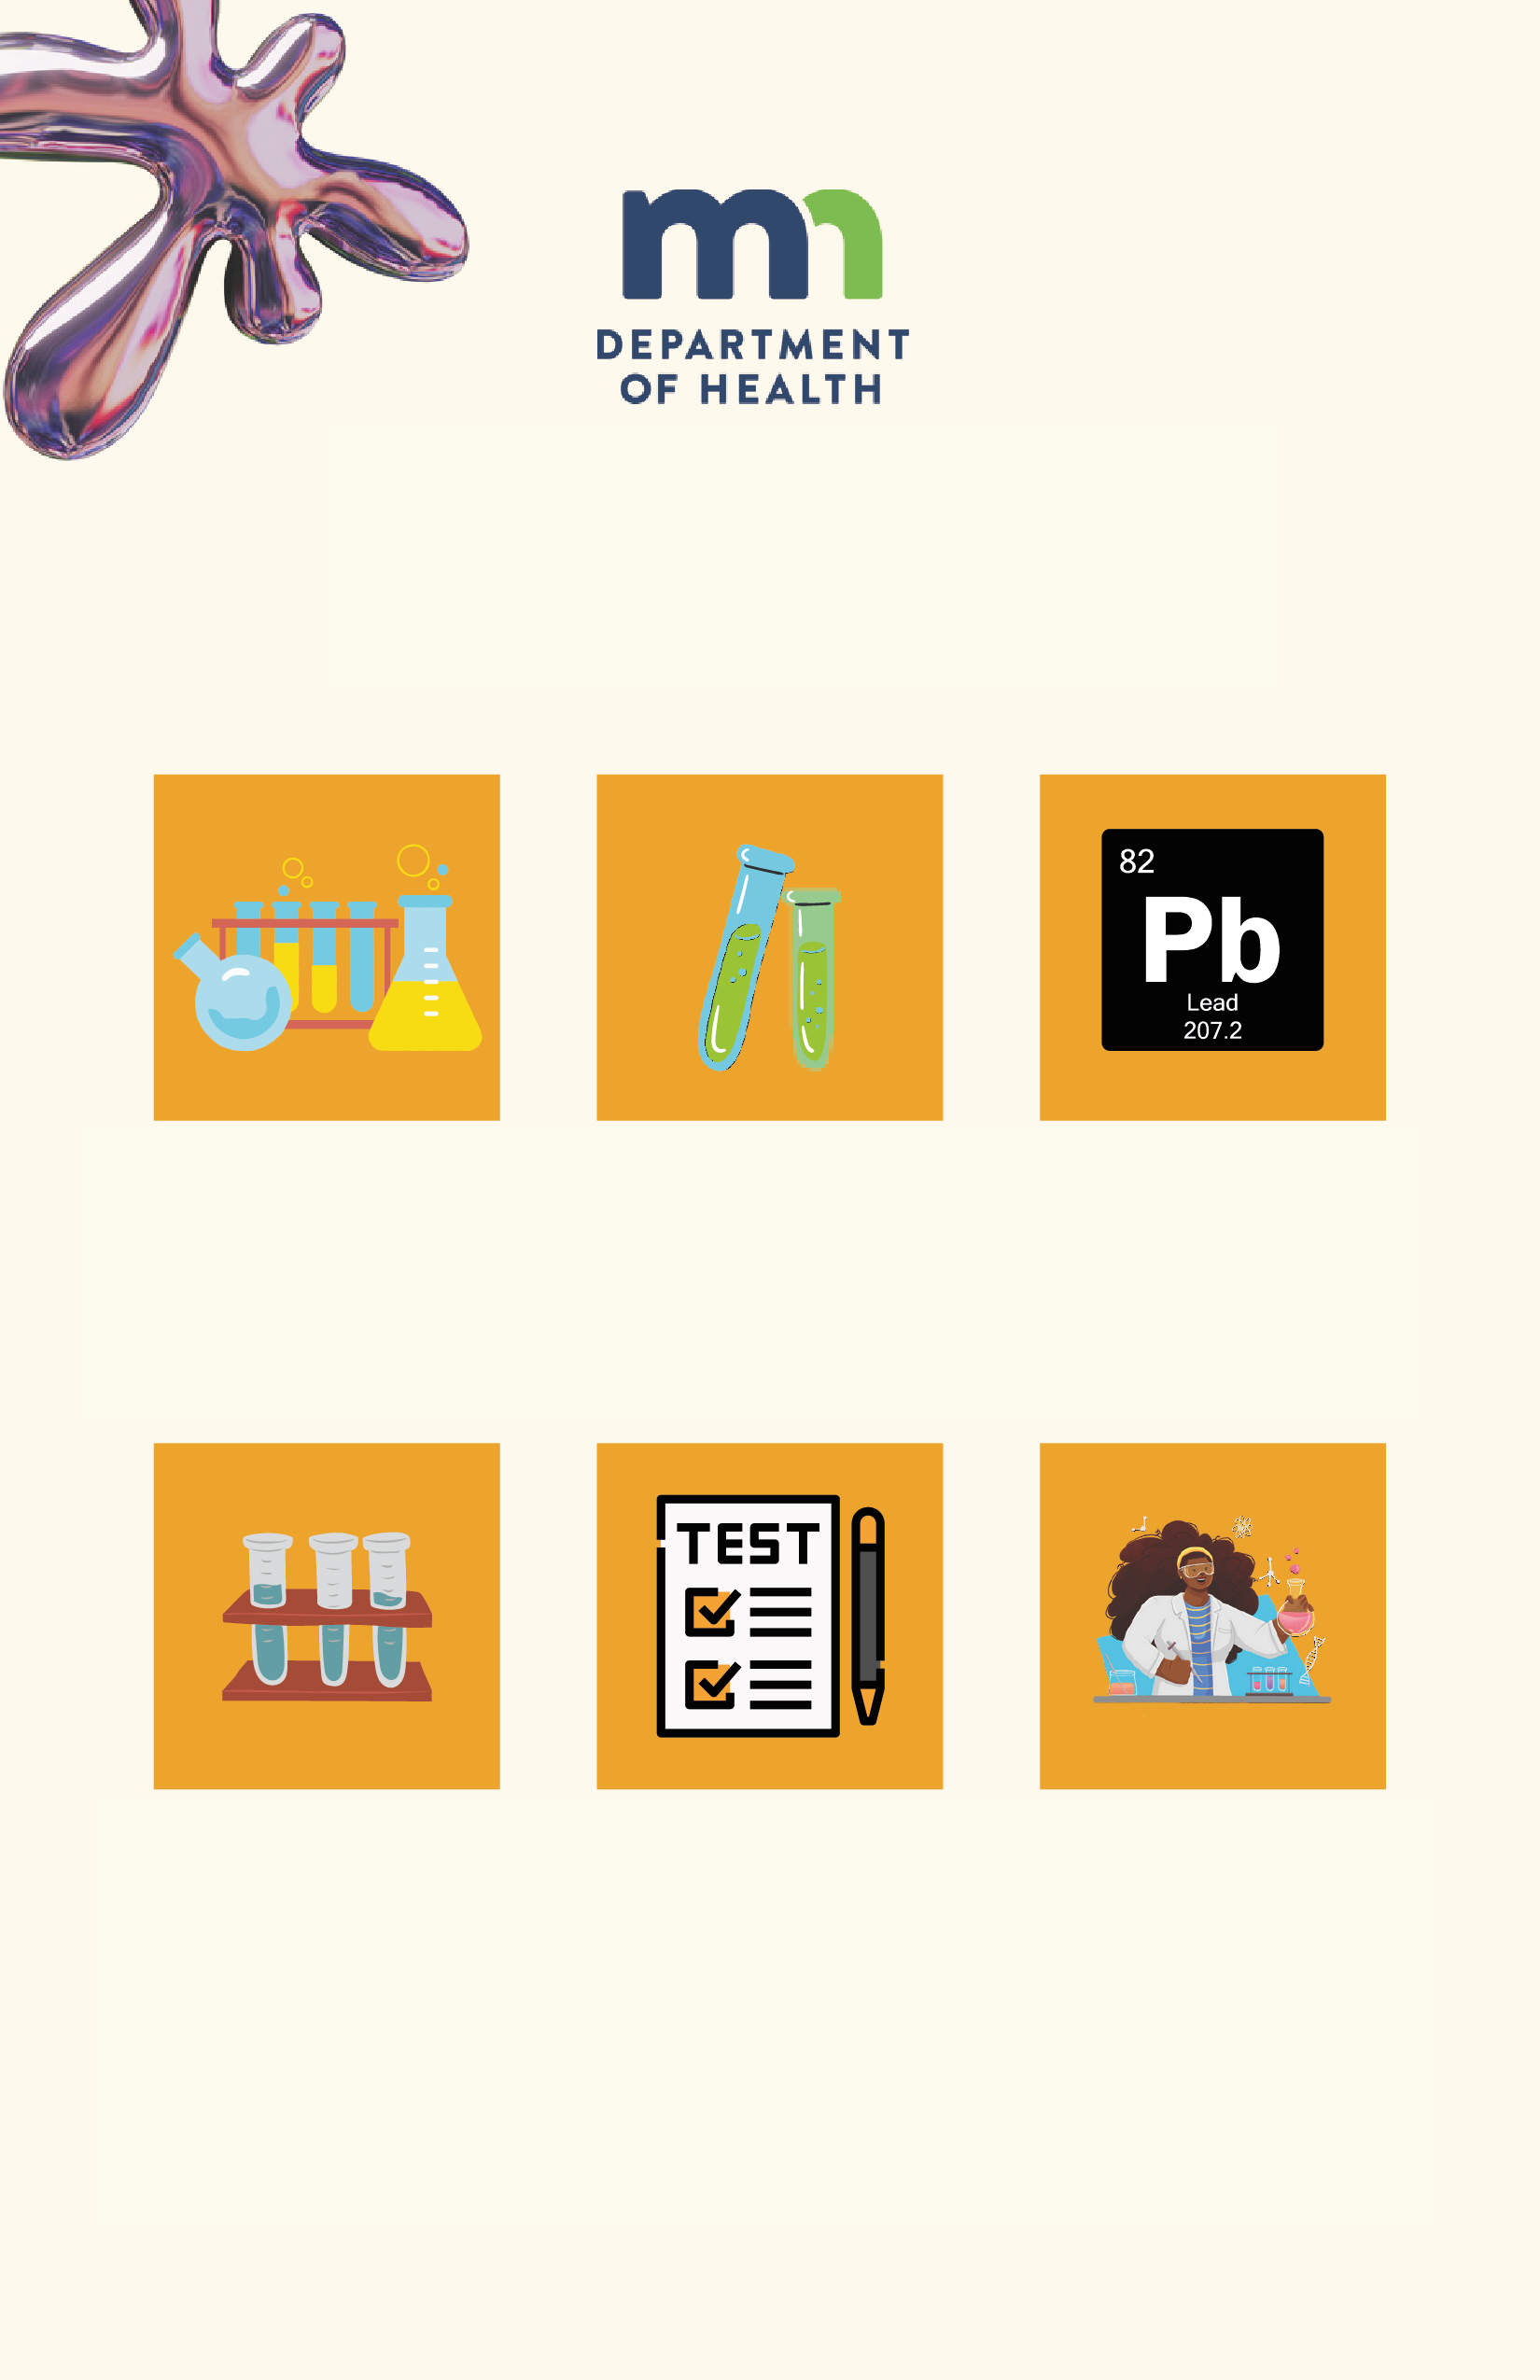 mn
DEPARTMENT
OF HEALTH
82
Pb
Lead
207.2
TEST